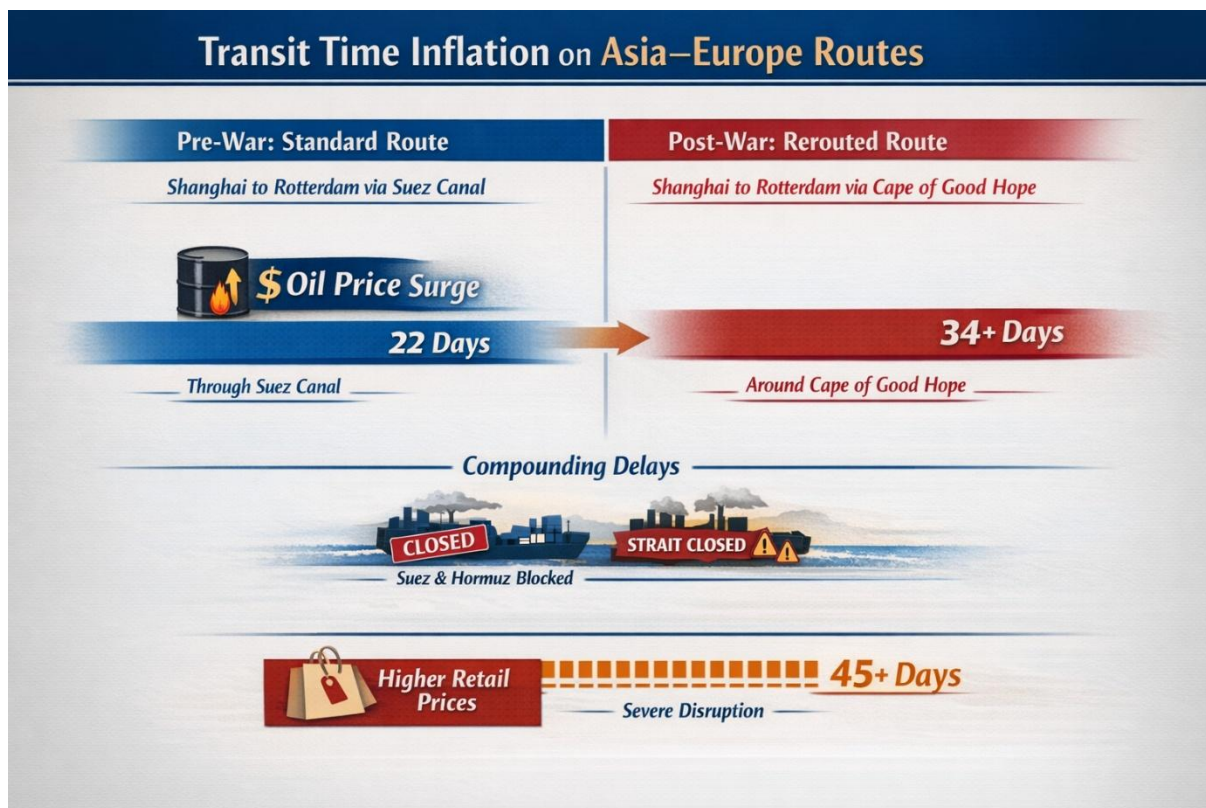 Transit Time Inflation on Asia–Europe Routes
Pre-War: Standard Route
Shanghai to Rotterdam via Suez Canal
$ Oil Price Surge
22 Days
Through Suez Canal
Post-War: Rerouted Route
Shanghai to Rotterdam via Cape of Good Hope
34+ Days
Around Cape of Good Hope
Compounding Delays
CLOSED
STRAIT CLOSED
Suez & Hormuz Blocked
Higher Retail
Prices
45+ Days
Severe Disruption